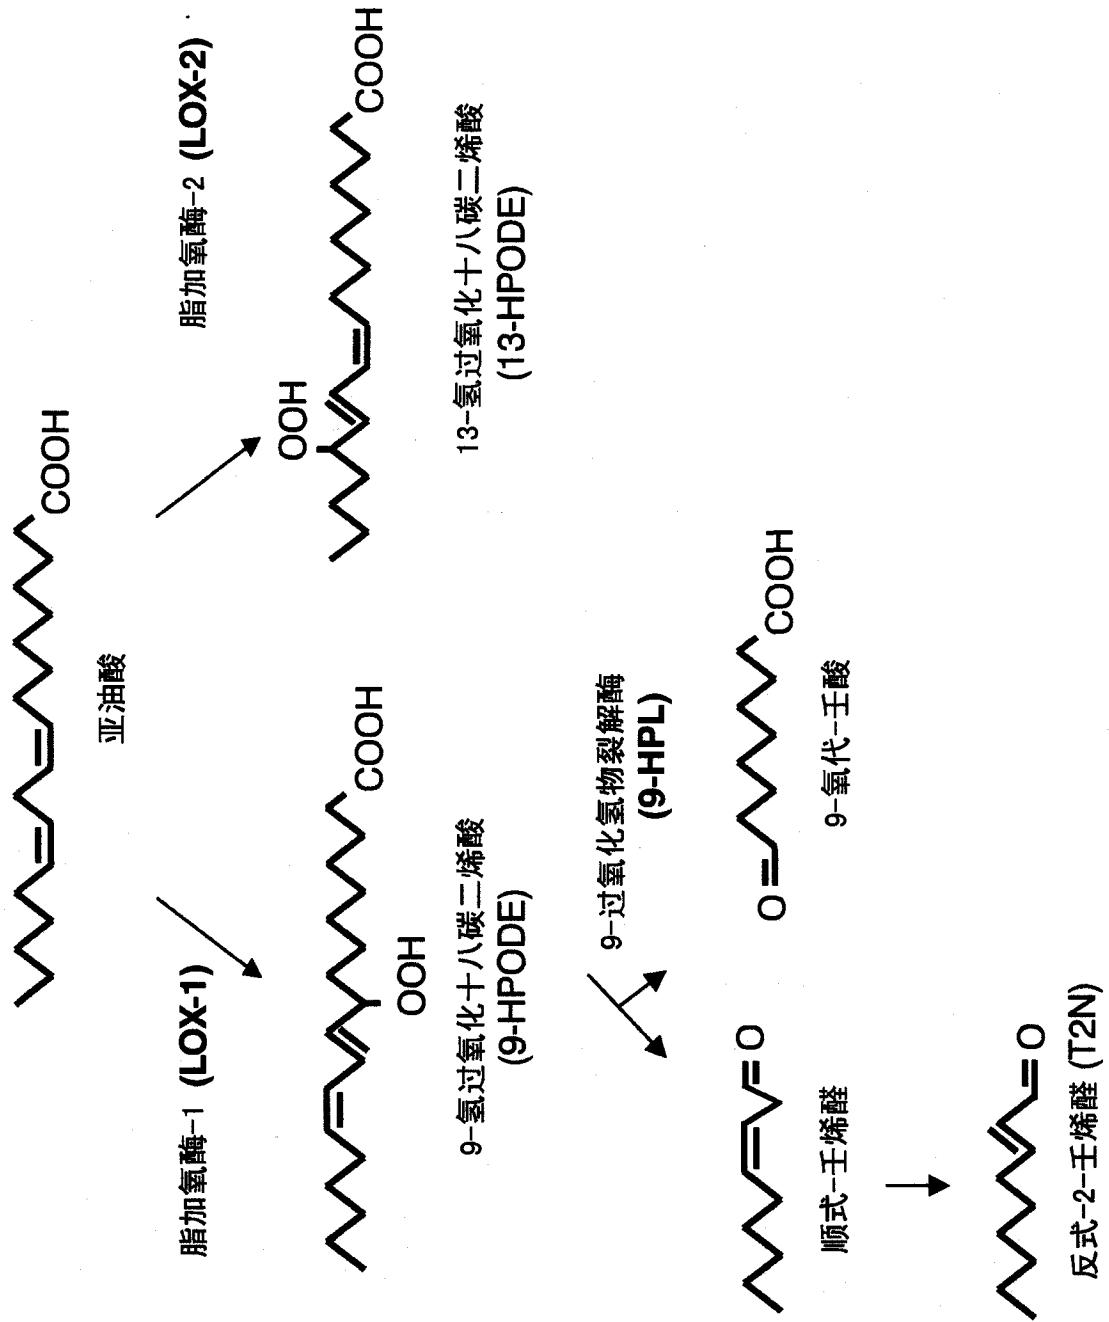 COOH
亚油酸
脂加氧酶-1 (LOX-1)
脂加氧酶-2 (LOX-2)
COOH
OOH
9-氢过氧化十八碳二烯酸
(9-HPODE)
OOH
COOH
13-氢过氧化十八碳二烯酸
(13-HPODE)
9-过氧化氢物裂解酶
(9-HPL)
O
顺式-壬烯醛
O
COOH
9-氧代-壬酸
O
反式-2-壬烯醛 (T2N)